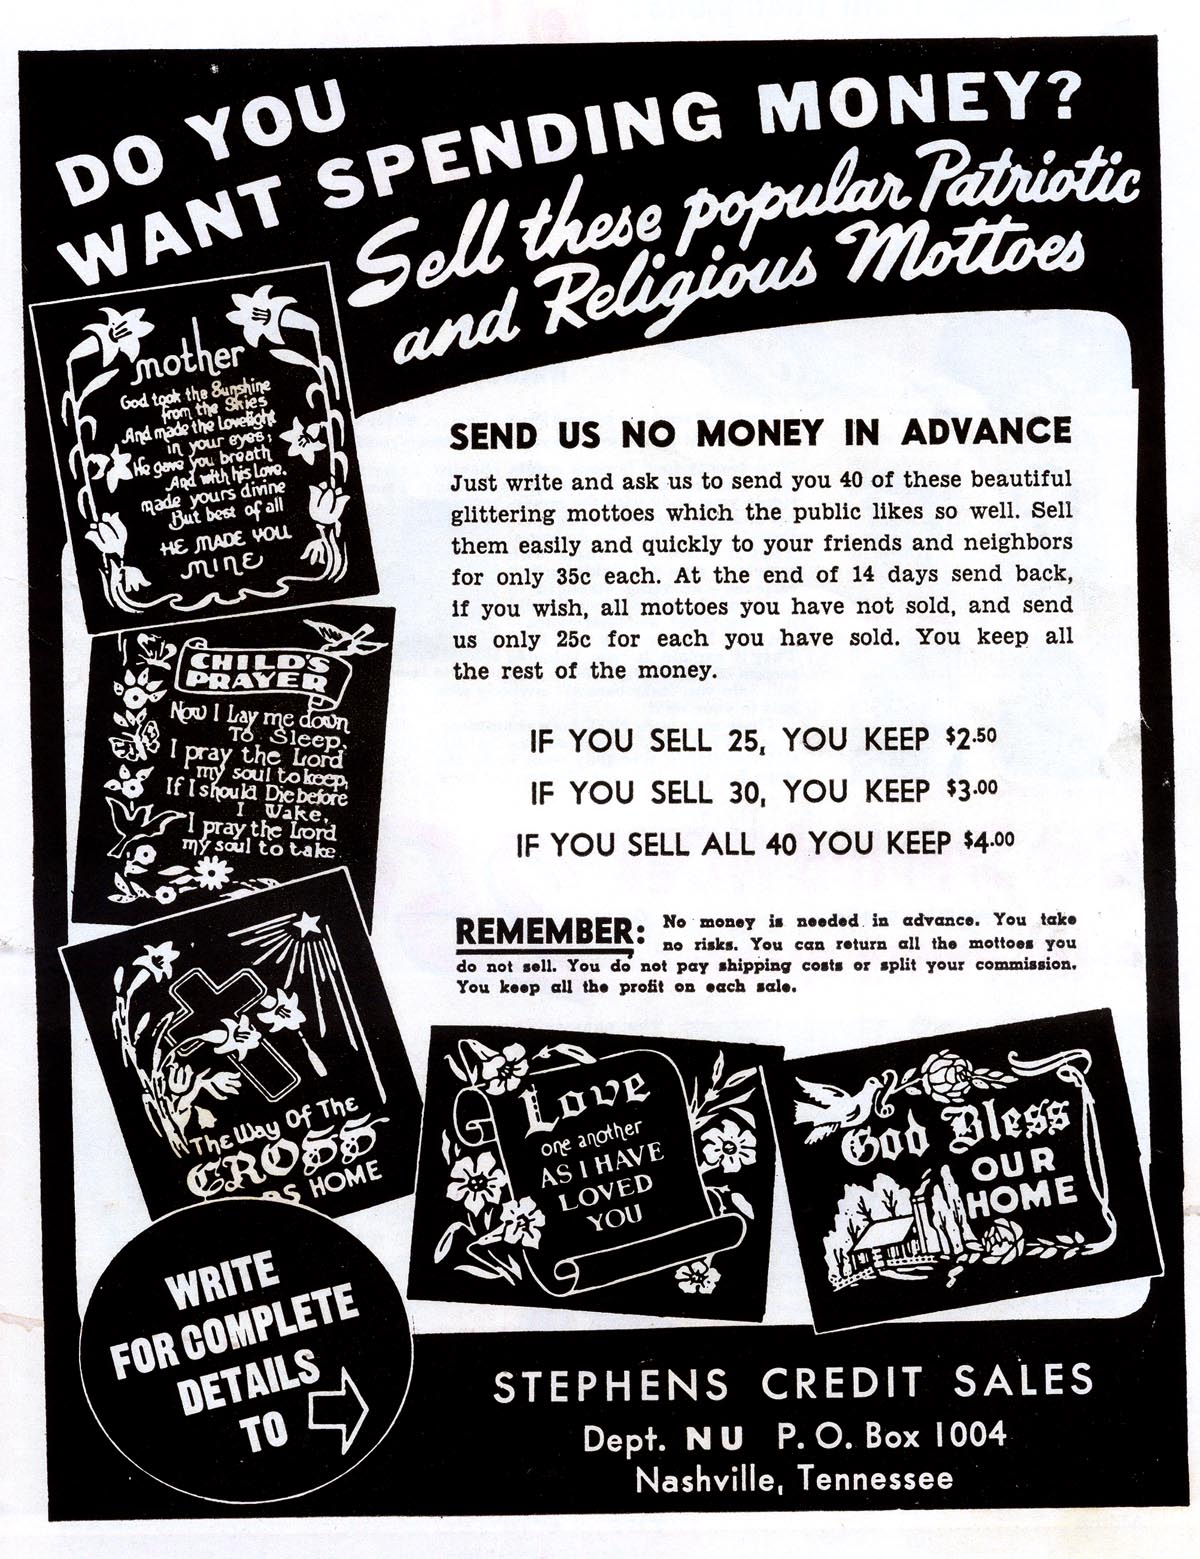 DO YOU
WANT SPENDING MONEY?
Sell these popular Patriotic
and Religious Mottoes
mother
God took the Sunshine
from the Skies
And made the Lovelight
in your eyes;
He gave you breath
And with his Love.
made yours divine
But best of all
HE MADE YOU
MINE
SEND US NO MONEY IN ADVANCE
Just write and ask us to send you 40 of these beautiful
glittering mottoes which the public likes so well. Sell
them easily and quickly to your friends and neighbors
for only 35c each. At the end of 14 days send back,
if you wish, all mottoes you have not sold, and send
us only 25c for each you have sold. You keep all
the rest of the money.
CHILD'S
PRAYER
Now I Lay me down
To Sleep,
I pray the Lord
my soul to keep,
If I should Die before
I Wake,
I pray the Lord
my soul to take
IF YOU SELL 25, YOU KEEP $2.50
IF YOU SELL 30, YOU KEEP $3.00
IF YOU SELL ALL 40 YOU KEEP $4.00
REMEMBER: No money is needed in advance. You take
no risks. You can return all the mottoes you
do not sell. You do not pay shipping costs or split your commission.
You keep all the profit on each sale.
The Way Of The
CROSS
HOME
Love
one another
AS I HAVE
LOVED
YOU
God Bless
OUR
HOME
WRITE
FOR COMPLETE
DETAILS
TO
STEPHENS CREDIT SALES
Dept. NU P. O. Box 1004
Nashville, Tennessee